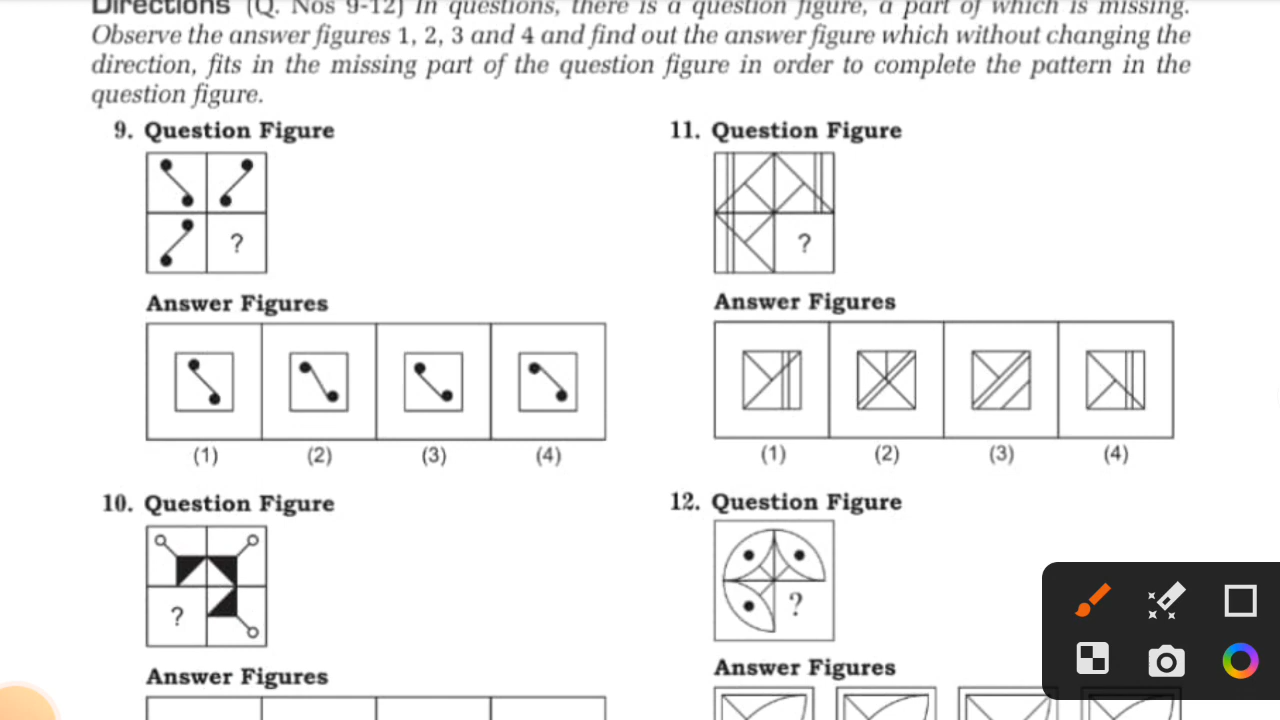 Directions (Q. Nos 9-12) In questions, there is a question figure, a part of which is missing.
Observe the answer figures 1, 2, 3 and 4 and find out the answer figure which without changing the
direction, fits in the missing part of the question figure in order to complete the pattern in the
question figure.
9. Question Figure
?
Answer Figures
(1) (2) (3) (4)
10. Question Figure
?
Answer Figures
11. Question Figure
?
Answer Figures
(1) (2) (3) (4)
12. Question Figure
?
Answer Figures